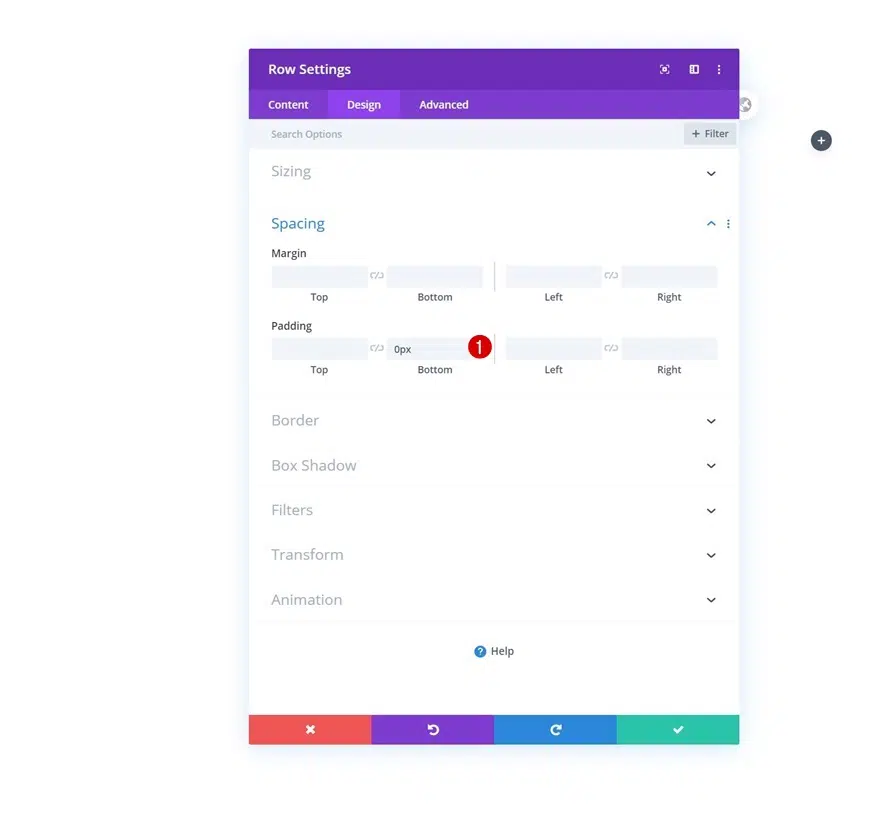 Row Settings
Content Design Advanced
Search Options + Filter
Sizing
Spacing
Margin
Top Bottom Left Right
Padding
0px 1
Top Bottom Left Right
Border
Box Shadow
Filters
Transform
Animation
? Help